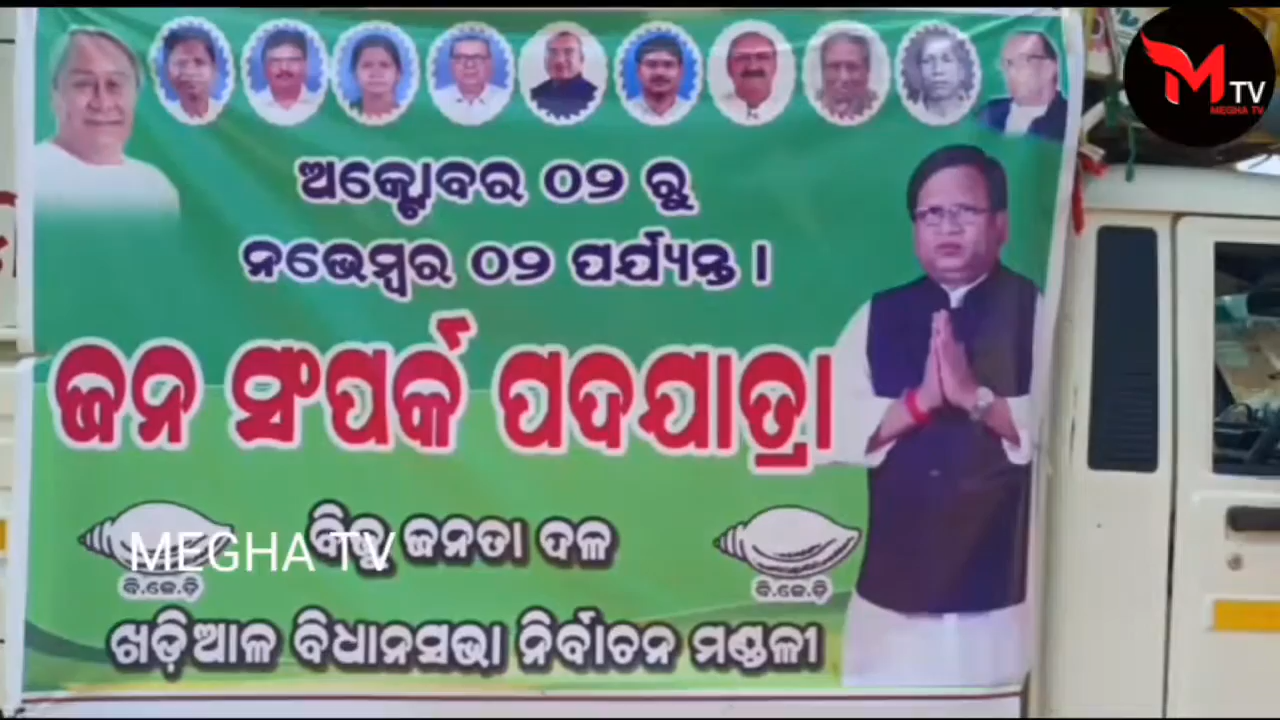 M TV
MEGHA TV
ଅକ୍ଟୋବର ୦୨ ରୁ
ନଭେମ୍ବର ୦୨ ପର୍ଯ୍ୟନ୍ତ ।
ଜନ ସଂପର୍କ ପଦଯାତ୍ରା
ବିଜୁ ଜନତା ଦଳ
MEGHA TV
ବି.ଜେ.ଡ଼ି
ବି.ଜେ.ଡ଼ି
ଖଡ଼ିଆଳ ବିଧାନସଭା ନିର୍ବାଚନ ମଣ୍ଡଳୀ